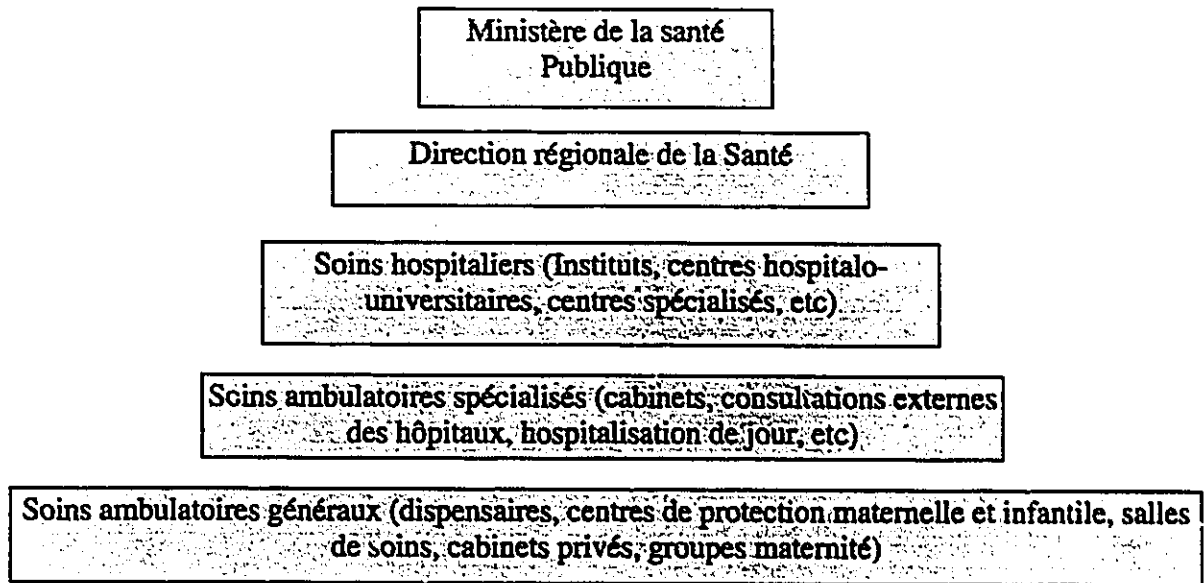 Ministère de la santé
Publique
Direction régionale de la Santé
Soins hospitaliers (Instituts, centres hospitalo-
universitaires, centres spécialisés, etc)
Soins ambulatoires spécialisés (cabinets, consultations externes
des hôpitaux, hospitalisation de jour, etc)
Soins ambulatoires généraux (dispensaires, centres de protection maternelle et infantile, salles
de soins, cabinets privés, groupes maternité)